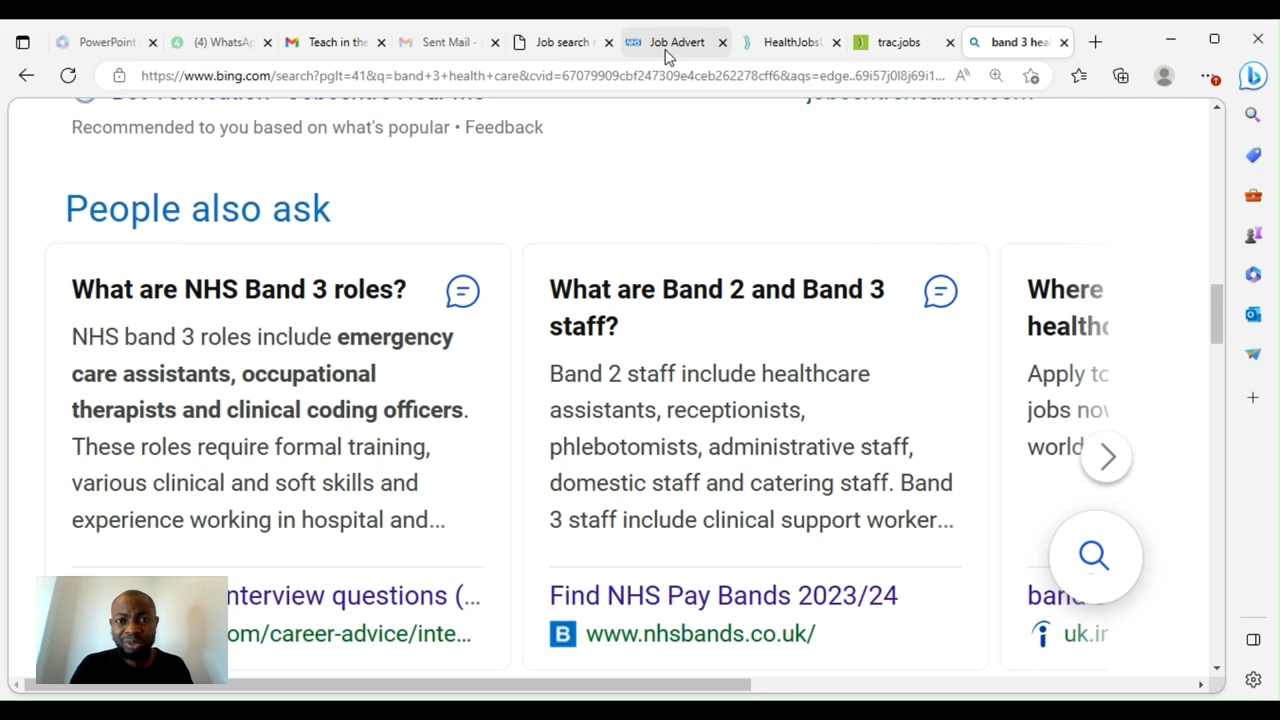 PowerPoint
(4) WhatsAp
Teach in the
Sent Mail -
Job search
Job Advert
HealthJobs
trac.jobs
band 3 heal
https://www.bing.com/search?pglt=41&q=band+3+health+care&cvid=67079909cbf247309e4ceb262278cff6&aqs=edge..69i57j0l8j69i1...
Recommended to you based on what's popular • Feedback
People also ask
What are NHS Band 3 roles?
NHS band 3 roles include emergency
care assistants, occupational
therapists and clinical coding officers.
These roles require formal training,
various clinical and soft skills and
experience working in hospital and...
nterview questions (...
om/career-advice/inte...
What are Band 2 and Band 3
staff?
Band 2 staff include healthcare
assistants, receptionists,
phlebotomists, administrative staff,
domestic staff and catering staff. Band
3 staff include clinical support worker...
Find NHS Pay Bands 2023/24
B www.nhsbands.co.uk/
Where
healthc
Apply to
jobs now
world
band
uk.in